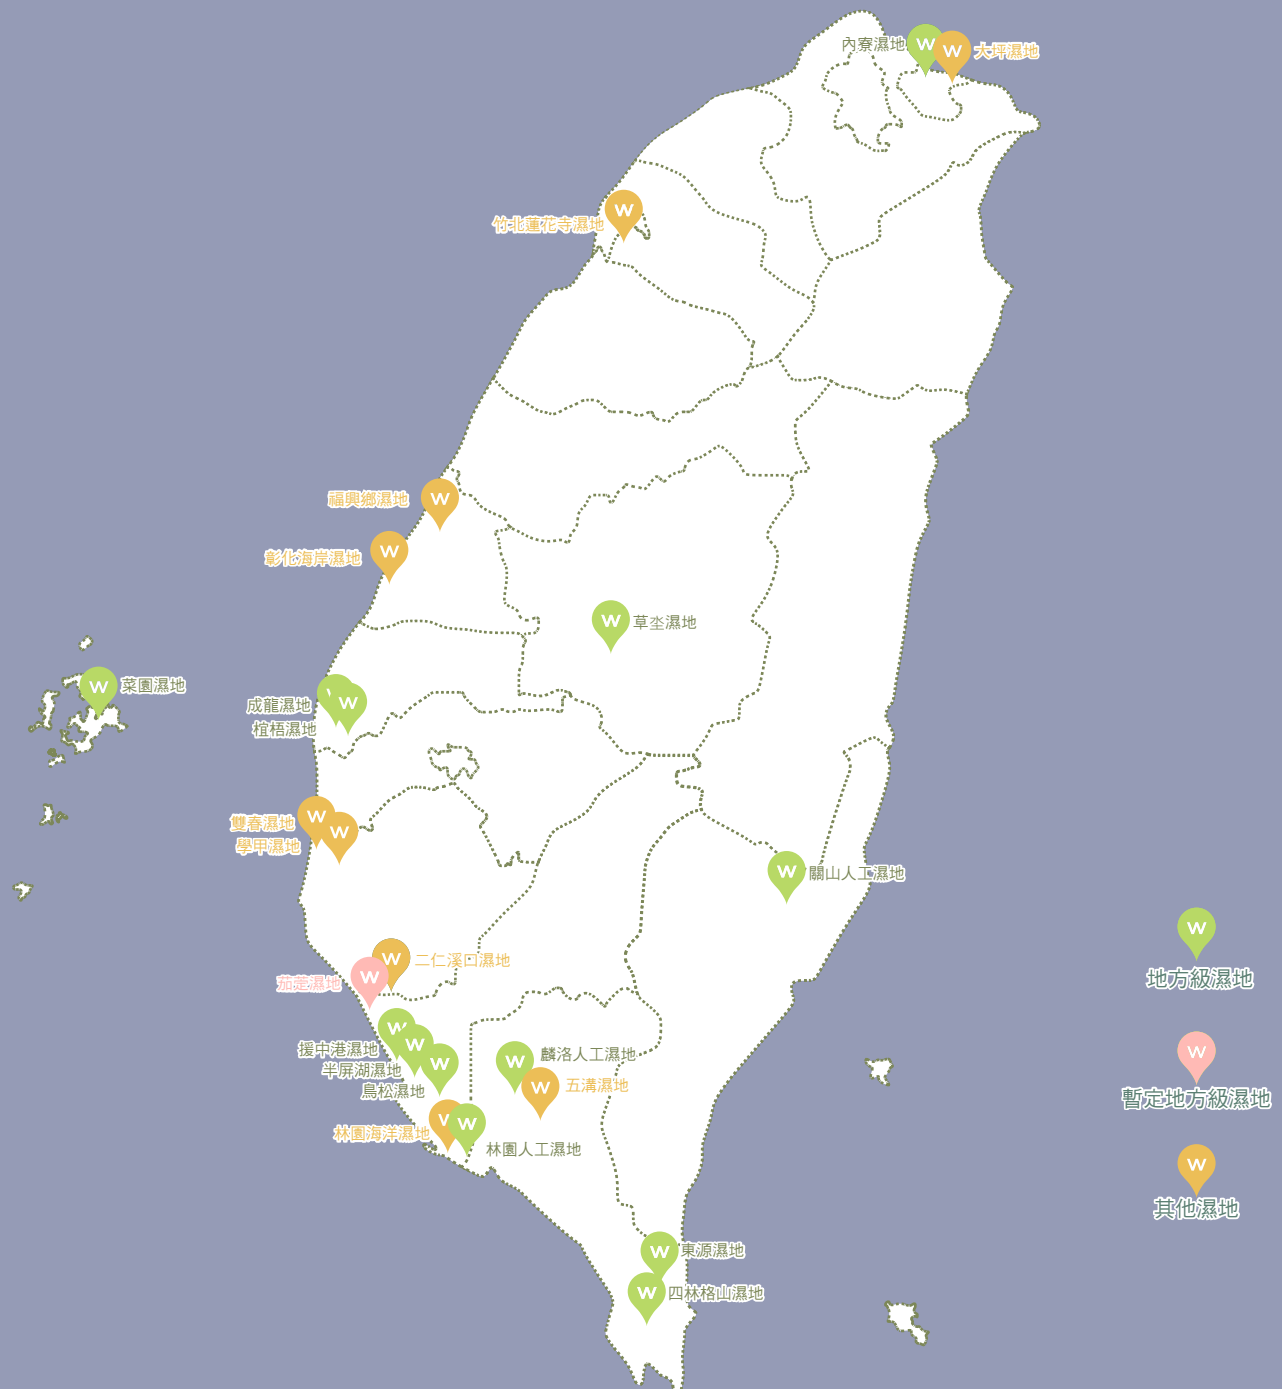 內寮濕地
大坪濕地
竹北蓮花寺濕地
福興鄉濕地
彰化海岸濕地
草坔濕地
菜園濕地
成龍濕地
椬梧濕地
雙春濕地
學甲濕地
關山人工濕地
二仁溪口濕地
茄萣濕地
援中港濕地
半屏湖濕地
鳥松濕地
麟洛人工濕地
五溝濕地
林園海洋濕地
林園人工濕地
東源濕地
四林格山濕地
地方級濕地
暫定地方級濕地
其他濕地